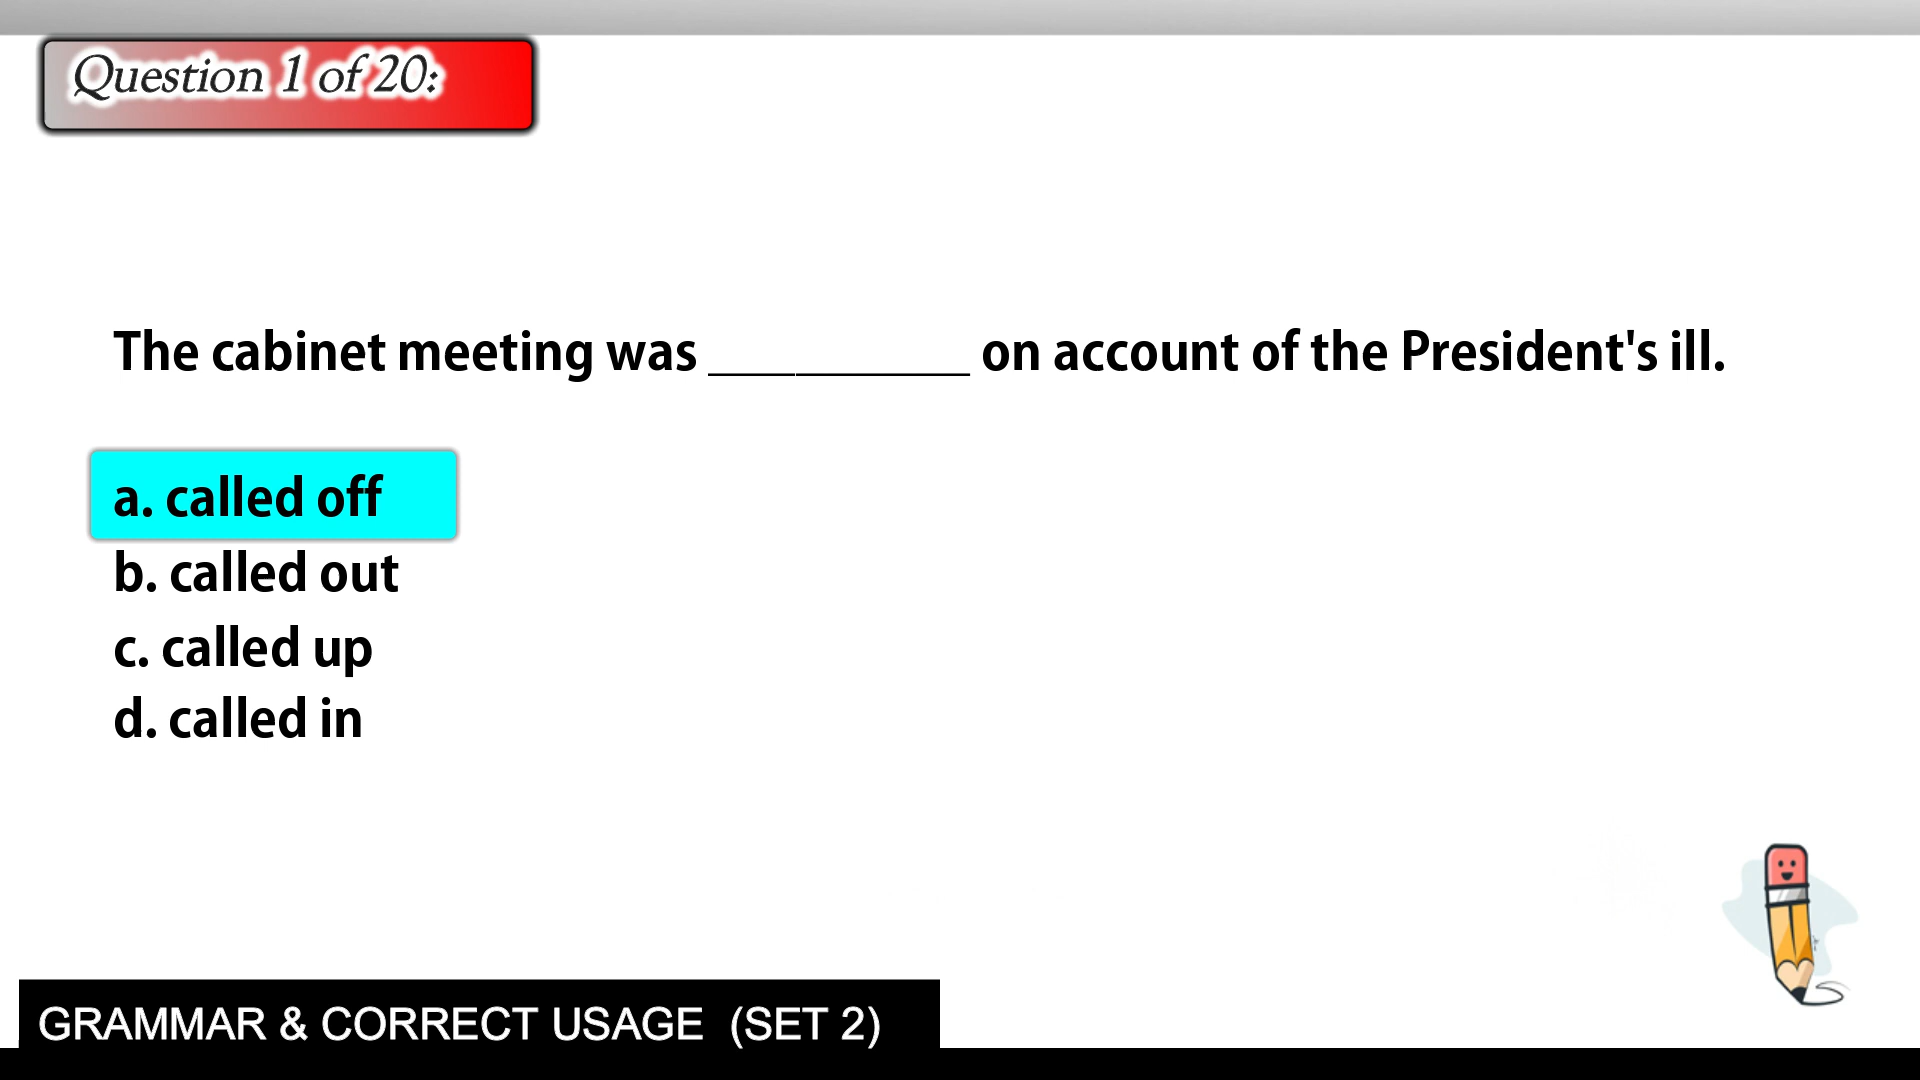 Question 1 of 20:
The cabinet meeting was __________ on account of the President's ill.
a. called off
b. called out
c. called up
d. called in
GRAMMAR & CORRECT USAGE (SET 2)